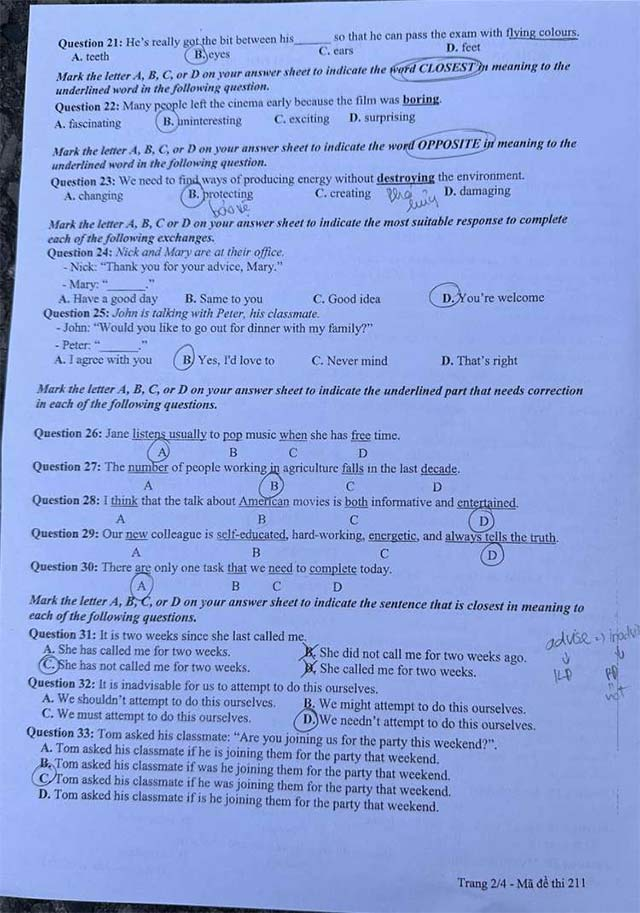 Question 21: He's really got the bit between his______ so that he can pass the exam with flying colours.
A. teeth B. eyes C. ears D. feet
Mark the letter A, B, C, or D on your answer sheet to indicate the word CLOSEST in meaning to the
underlined word in the following question.
Question 22: Many people left the cinema early because the film was boring.
A. fascinating B. uninteresting C. exciting D. surprising
Mark the letter A, B, C, or D on your answer sheet to indicate the word OPPOSITE in meaning to the
underlined word in the following question.
Question 23: We need to find ways of producing energy without destroying the environment.
A. changing B. protecting C. creating D. damaging
Mark the letter A, B, C or D on your answer sheet to indicate the most suitable response to complete
each of the following exchanges.
Question 24: Nick and Mary are at their office.
- Nick: “Thank you for your advice, Mary.”
- Mary: “______.”
A. Have a good day B. Same to you C. Good idea D. You're welcome
Question 25: John is talking with Peter, his classmate.
- John: “Would you like to go out for dinner with my family?”
- Peter: “______.”
A. I agree with you B. Yes, I'd love to C. Never mind D. That's right
Mark the letter A, B, C, or D on your answer sheet to indicate the underlined part that needs correction
in each of the following questions.
Question 26: Jane listens usually to pop music when she has free time.
A B C D
Question 27: The number of people working in agriculture falls in the last decade.
A B C D
Question 28: I think that the talk about American movies is both informative and entertained.
A B C D
Question 29: Our new colleague is self-educated, hard-working, energetic, and always tells the truth.
A B C D
Question 30: There are only one task that we need to complete today.
A B C D
Mark the letter A, B, C, or D on your answer sheet to indicate the sentence that is closest in meaning to
each of the following questions.
Question 31: It is two weeks since she last called me.
advise
A. She has called me for two weeks. B. She did not call me for two weeks ago.
C. She has not called me for two weeks. D. She called me for two weeks.
Question 32: It is inadvisable for us to attempt to do this ourselves.
A. We shouldn't attempt to do this ourselves. B. We might attempt to do this ourselves.
C. We must attempt to do this ourselves. D. We needn't attempt to do this ourselves.
Question 33: Tom asked his classmate: “Are you joining us for the party this weekend?”.
A. Tom asked his classmate if he is joining them for the party that weekend.
B. Tom asked his classmate if was he joining them for the party that weekend.
C. Tom asked his classmate if he was joining them for the party that weekend.
D. Tom asked his classmate if is he joining them for the party that weekend.
Trang 2/4 - Mã đề thi 211